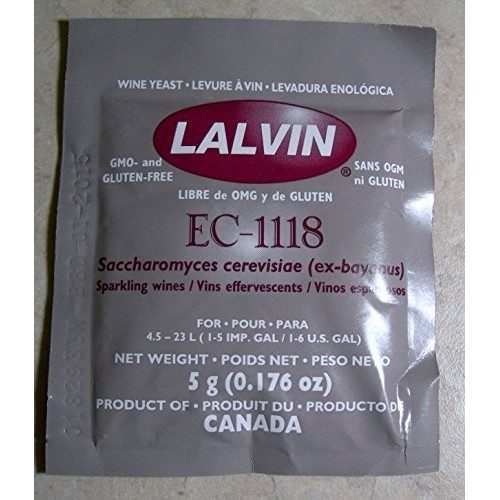 WINE YEAST • LEVURE À VIN • LEVADURA ENOLÓGICA
LALVIN®
GMO- and
GLUTEN-FREE
SANS OGM
ni GLUTEN
LIBRE de OMG y de GLUTEN
EC-1118
Saccharomyces cerevisiae (ex-bayanus)
Sparkling wines / Vins effervescents / Vinos espumosos
FOR • POUR • PARA
4.5 – 23 L ( 1-5 IMP. GAL / 1-6 U.S. GAL)
NET WEIGHT • POIDS NET • PESO NETO
5 g (0.176 oz)
PRODUCT OF • PRODUIT DU • PRODUCTO DE
CANADA